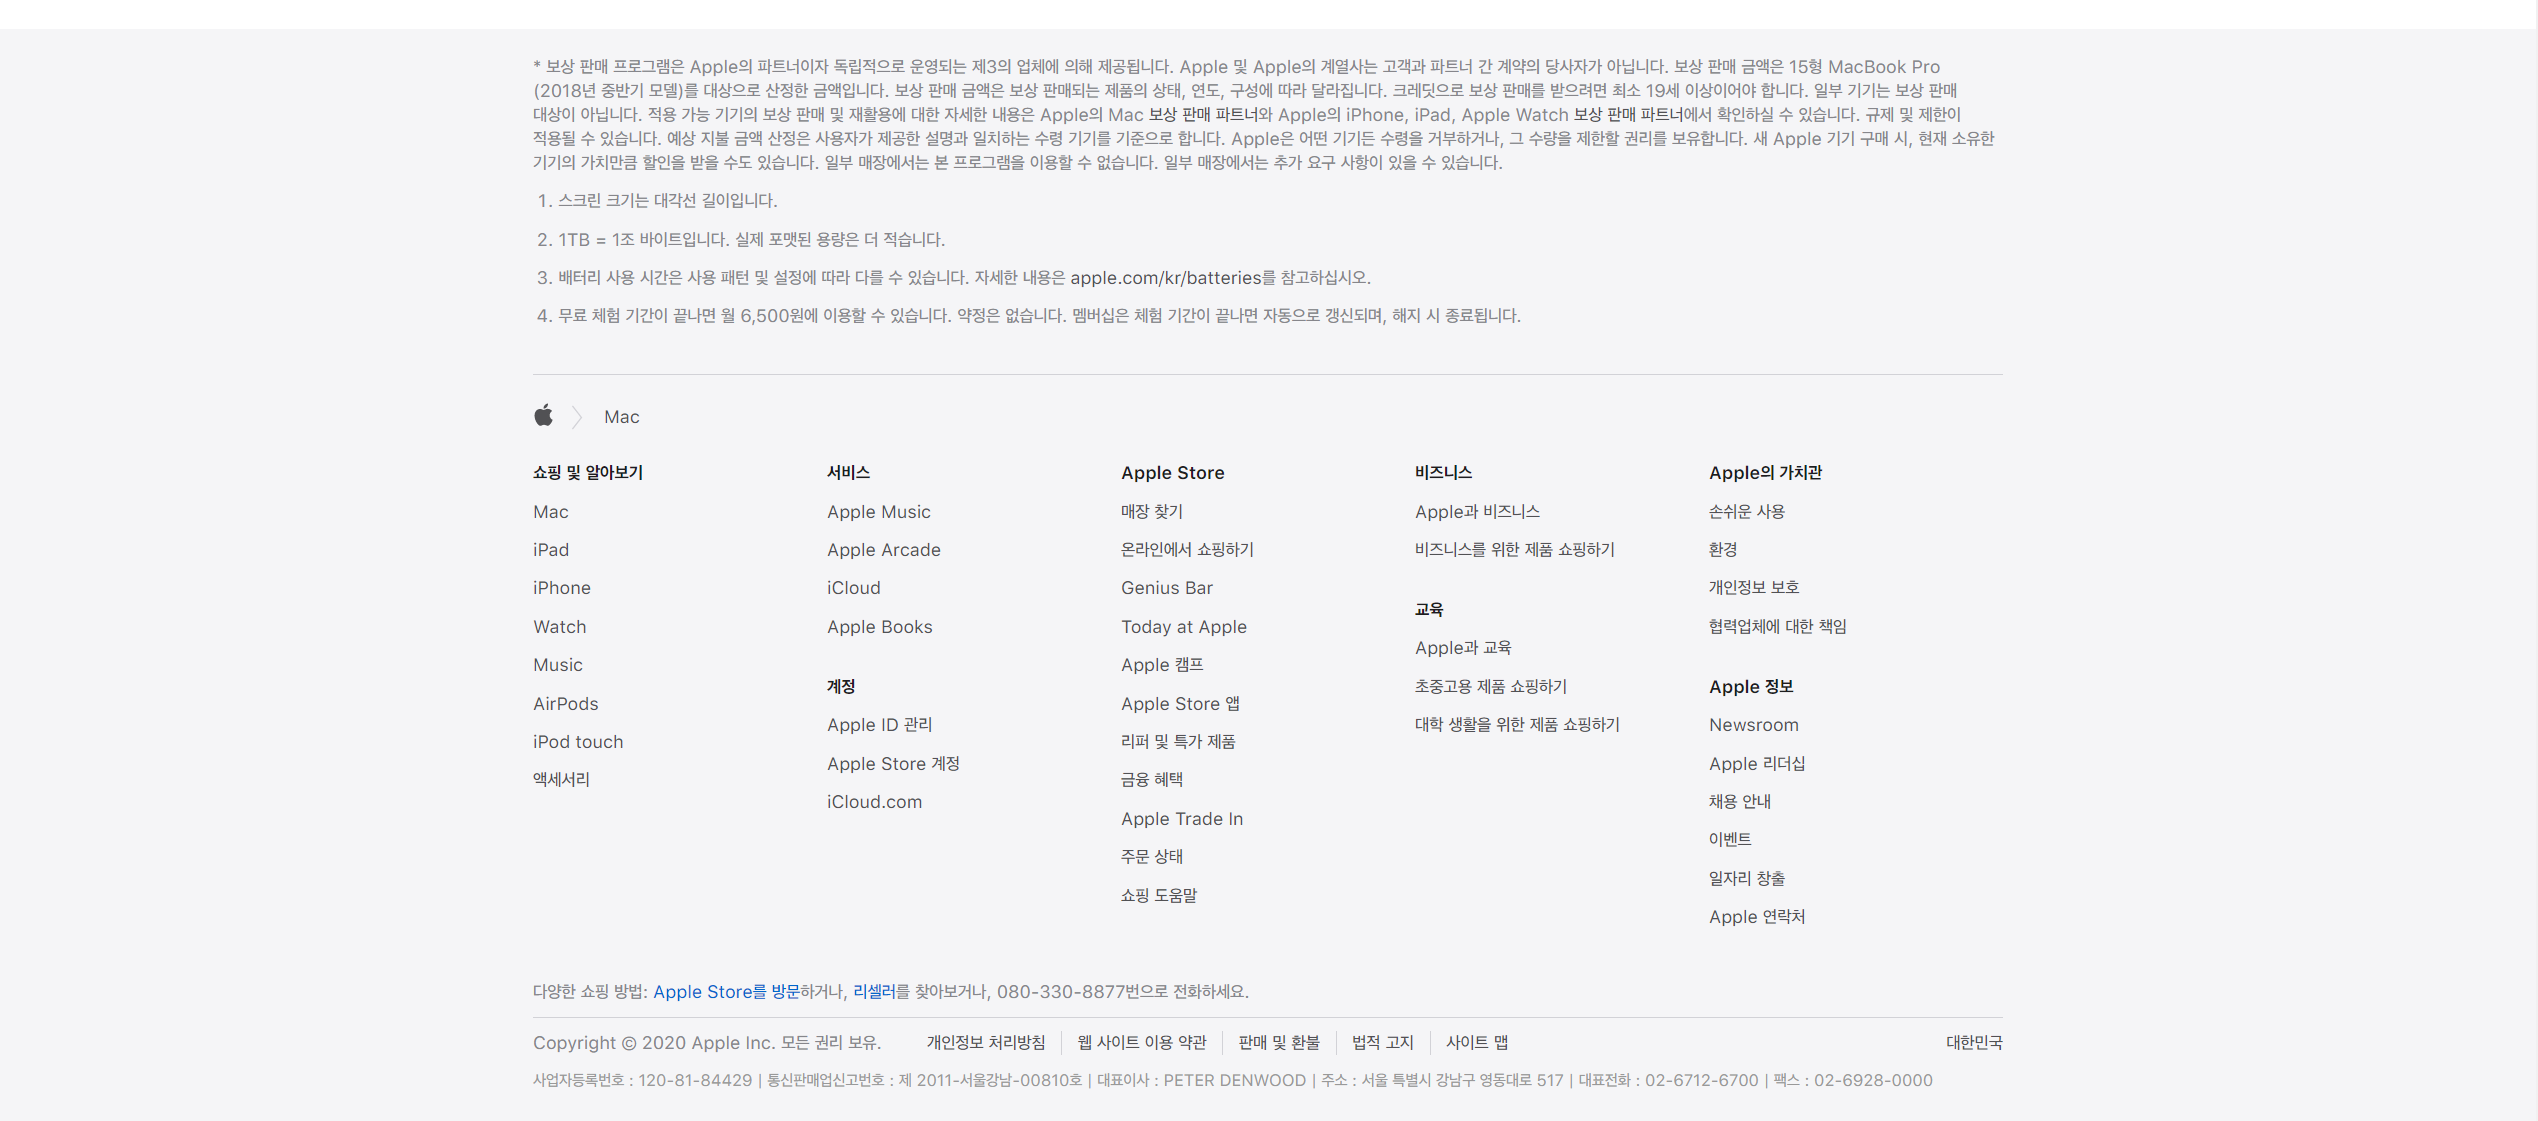 * 보상 판매 프로그램은 Apple의 파트너이자 독립적으로 운영되는 제3의 업체에 의해 제공됩니다. Apple 및 Apple의 계열사는 고객과 파트너 간 계약의 당사자가 아닙니다. 보상 판매 금액은 15형 MacBook Pro
(2018년 중반기 모델)를 대상으로 산정한 금액입니다. 보상 판매 금액은 보상 판매되는 제품의 상태, 연도, 구성에 따라 달라집니다. 크레딧으로 보상 판매를 받으려면 최소 19세 이상이어야 합니다. 일부 기기는 보상 판매
대상이 아닙니다. 적용 가능 기기의 보상 판매 및 재활용에 대한 자세한 내용은 Apple의 Mac 보상 판매 파트너와 Apple의 iPhone, iPad, Apple Watch 보상 판매 파트너에서 확인하실 수 있습니다. 규제 및 제한이
적용될 수 있습니다. 예상 지불 금액 산정은 사용자가 제공한 설명과 일치하는 수령 기기를 기준으로 합니다. Apple은 어떤 기기든 수령을 거부하거나, 그 수량을 제한할 권리를 보유합니다. 새 Apple 기기 구매 시, 현재 소유한
기기의 가치만큼 할인을 받을 수도 있습니다. 일부 매장에서는 본 프로그램을 이용할 수 없습니다. 일부 매장에서는 추가 요구 사항이 있을 수 있습니다.
1. 스크린 크기는 대각선 길이입니다.
2. 1TB = 1조 바이트입니다. 실제 포맷된 용량은 더 적습니다.
3. 배터리 사용 시간은 사용 패턴 및 설정에 따라 다를 수 있습니다. 자세한 내용은 apple.com/kr/batteries를 참고하십시오.
4. 무료 체험 기간이 끝나면 월 6,500원에 이용할 수 있습니다. 약정은 없습니다. 멤버십은 체험 기간이 끝나면 자동으로 갱신되며, 해지 시 종료됩니다.
Mac
쇼핑 및 알아보기
Mac
iPad
iPhone
Watch
Music
AirPods
iPod touch
액세서리
서비스
Apple Music
Apple Arcade
iCloud
Apple Books
계정
Apple ID 관리
Apple Store 계정
iCloud.com
Apple Store
매장 찾기
온라인에서 쇼핑하기
Genius Bar
Today at Apple
Apple 캠프
Apple Store 앱
리퍼 및 특가 제품
금융 혜택
Apple Trade In
주문 상태
쇼핑 도움말
비즈니스
Apple과 비즈니스
비즈니스를 위한 제품 쇼핑하기
교육
Apple과 교육
초중고용 제품 쇼핑하기
대학 생활을 위한 제품 쇼핑하기
Apple의 가치관
손쉬운 사용
환경
개인정보 보호
협력업체에 대한 책임
Apple 정보
Newsroom
Apple 리더십
채용 안내
이벤트
일자리 창출
Apple 연락처
다양한 쇼핑 방법: Apple Store를 방문하거나, 리셀러를 찾아보거나, 080-330-8877번으로 전화하세요.
Copyright © 2020 Apple Inc. 모든 권리 보유. 개인정보 처리방침 웹 사이트 이용 약관 판매 및 환불 법적 고지 사이트 맵 대한민국
사업자등록번호 : 120-81-84429 | 통신판매업신고번호 : 제 2011-서울강남-00810호 | 대표이사 : PETER DENWOOD | 주소 : 서울 특별시 강남구 영동대로 517 | 대표전화 : 02-6712-6700 | 팩스 : 02-6928-0000